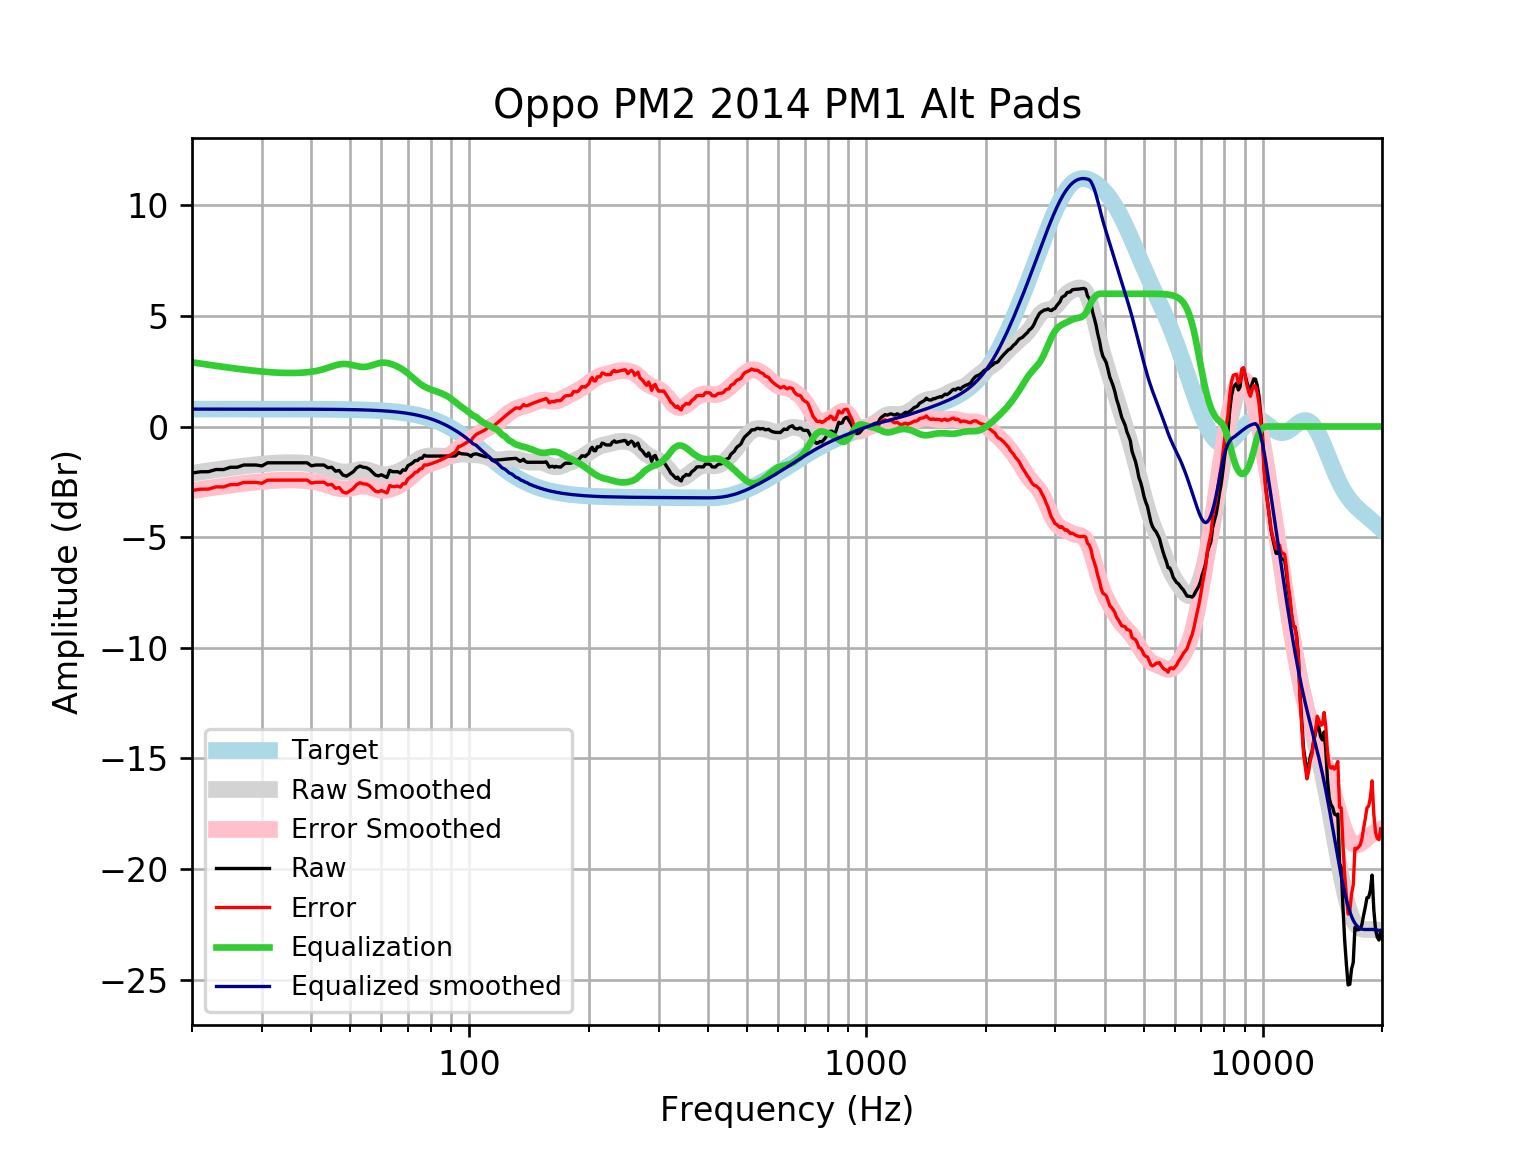 Oppo PM2 2014 PM1 Alt Pads
Amplitude (dBr)
10
5
0
−5
−10
−15
−20
−25
Target
Raw Smoothed
Error Smoothed
Raw
Error
Equalization
Equalized smoothed
100 1000 10000
Frequency (Hz)